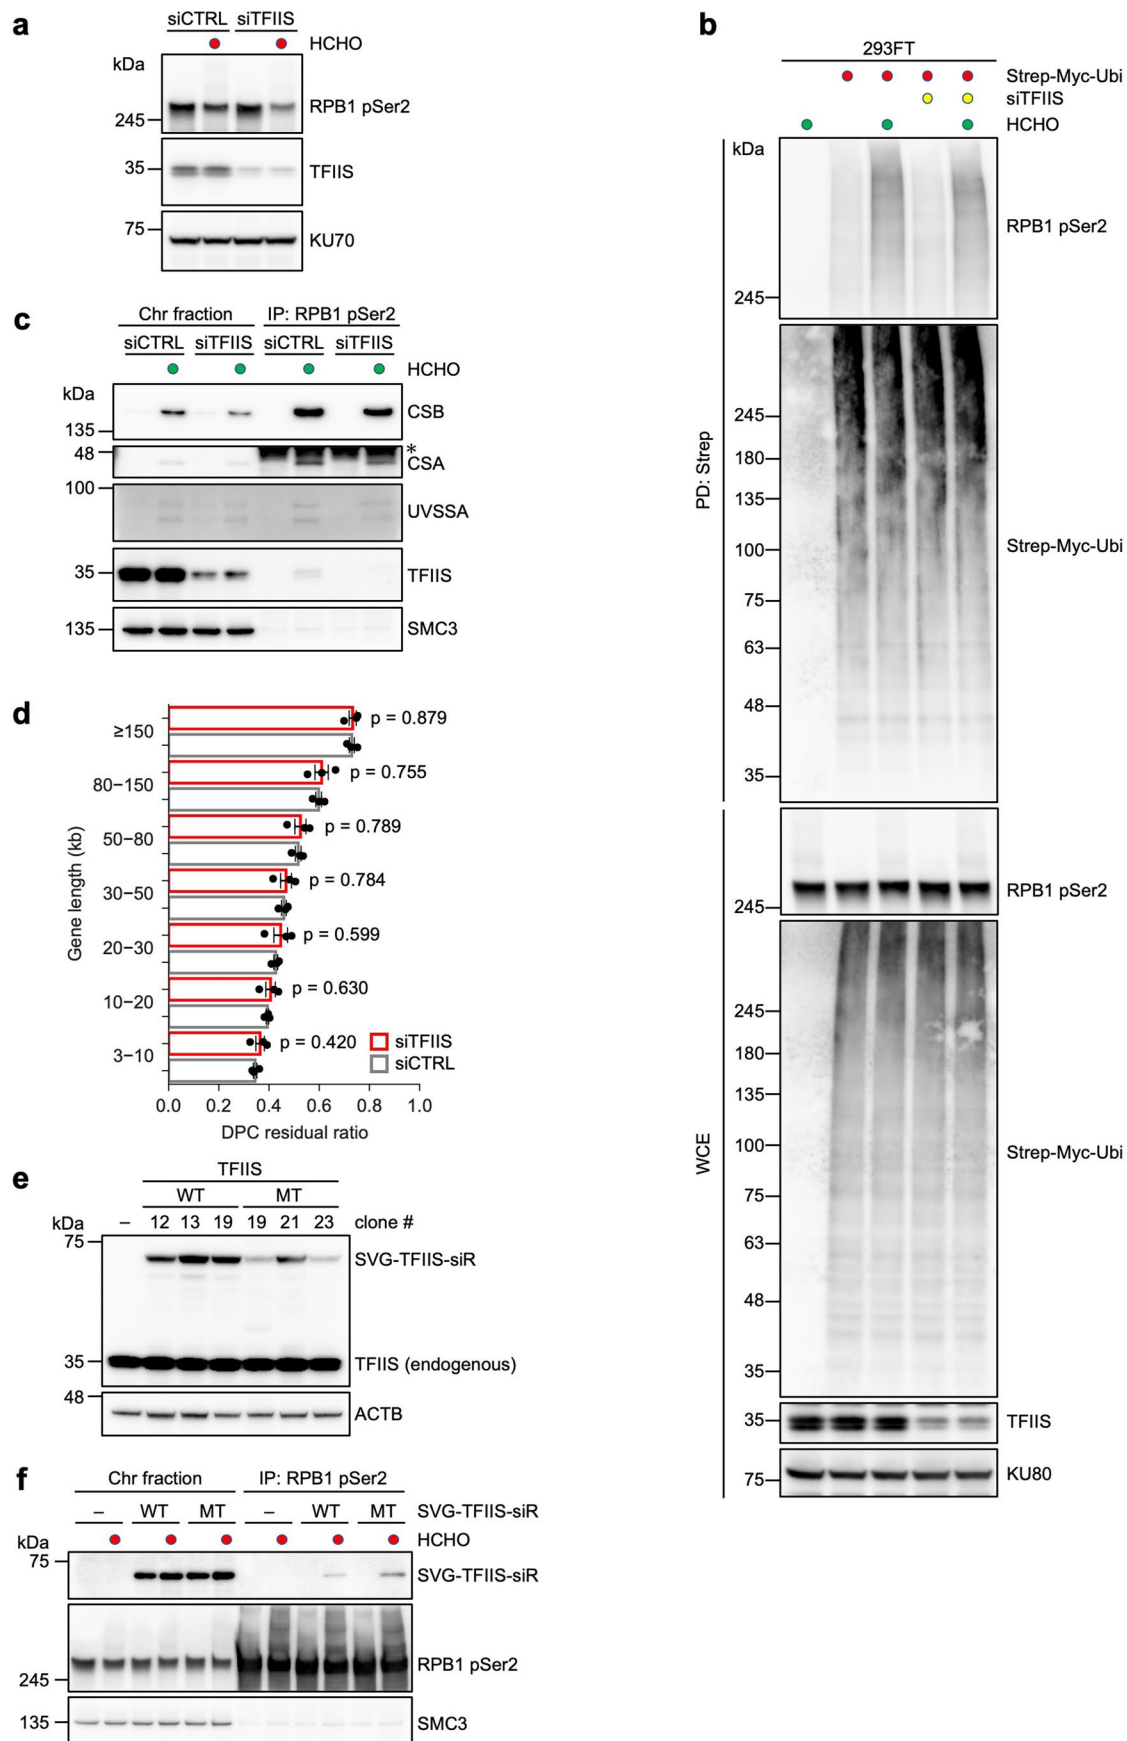 a
siCTRL siTFIIS
HCHO
kDa
RPB1 pSer2
245
35
TFIIS
75
KU70
b
293FT
Strep-Myc-Ubi
siTFIIS
HCHO
kDa
RPB1 pSer2
245
PD: Strep
245
180
135
100
Strep-Myc-Ubi
75
63
48
35
WCE
RPB1 pSer2
245
245
180
135
100
Strep-Myc-Ubi
75
63
48
35
35
TFIIS
75
KU80
c
Chr fraction IP: RPB1 pSer2
siCTRL siTFIIS siCTRL siTFIIS
HCHO
kDa
CSB
135
48
*
CSA
100
UVSSA
35
TFIIS
135
SMC3
d
Gene length (kb)
≥150
p = 0.879
80−150
p = 0.755
50−80
p = 0.789
30−50
p = 0.784
20−30
p = 0.599
10−20
p = 0.630
3−10
p = 0.420
siTFIIS
siCTRL
0.0 0.2 0.4 0.6 0.8 1.0
DPC residual ratio
e
TFIIS
WT MT
kDa – 12 13 19 19 21 23 clone #
75
SVG-TFIIS-siR
35
TFIIS (endogenous)
48
ACTB
f
Chr fraction IP: RPB1 pSer2
– WT MT – WT MT SVG-TFIIS-siR
HCHO
kDa
75
SVG-TFIIS-siR
RPB1 pSer2
245
135
SMC3